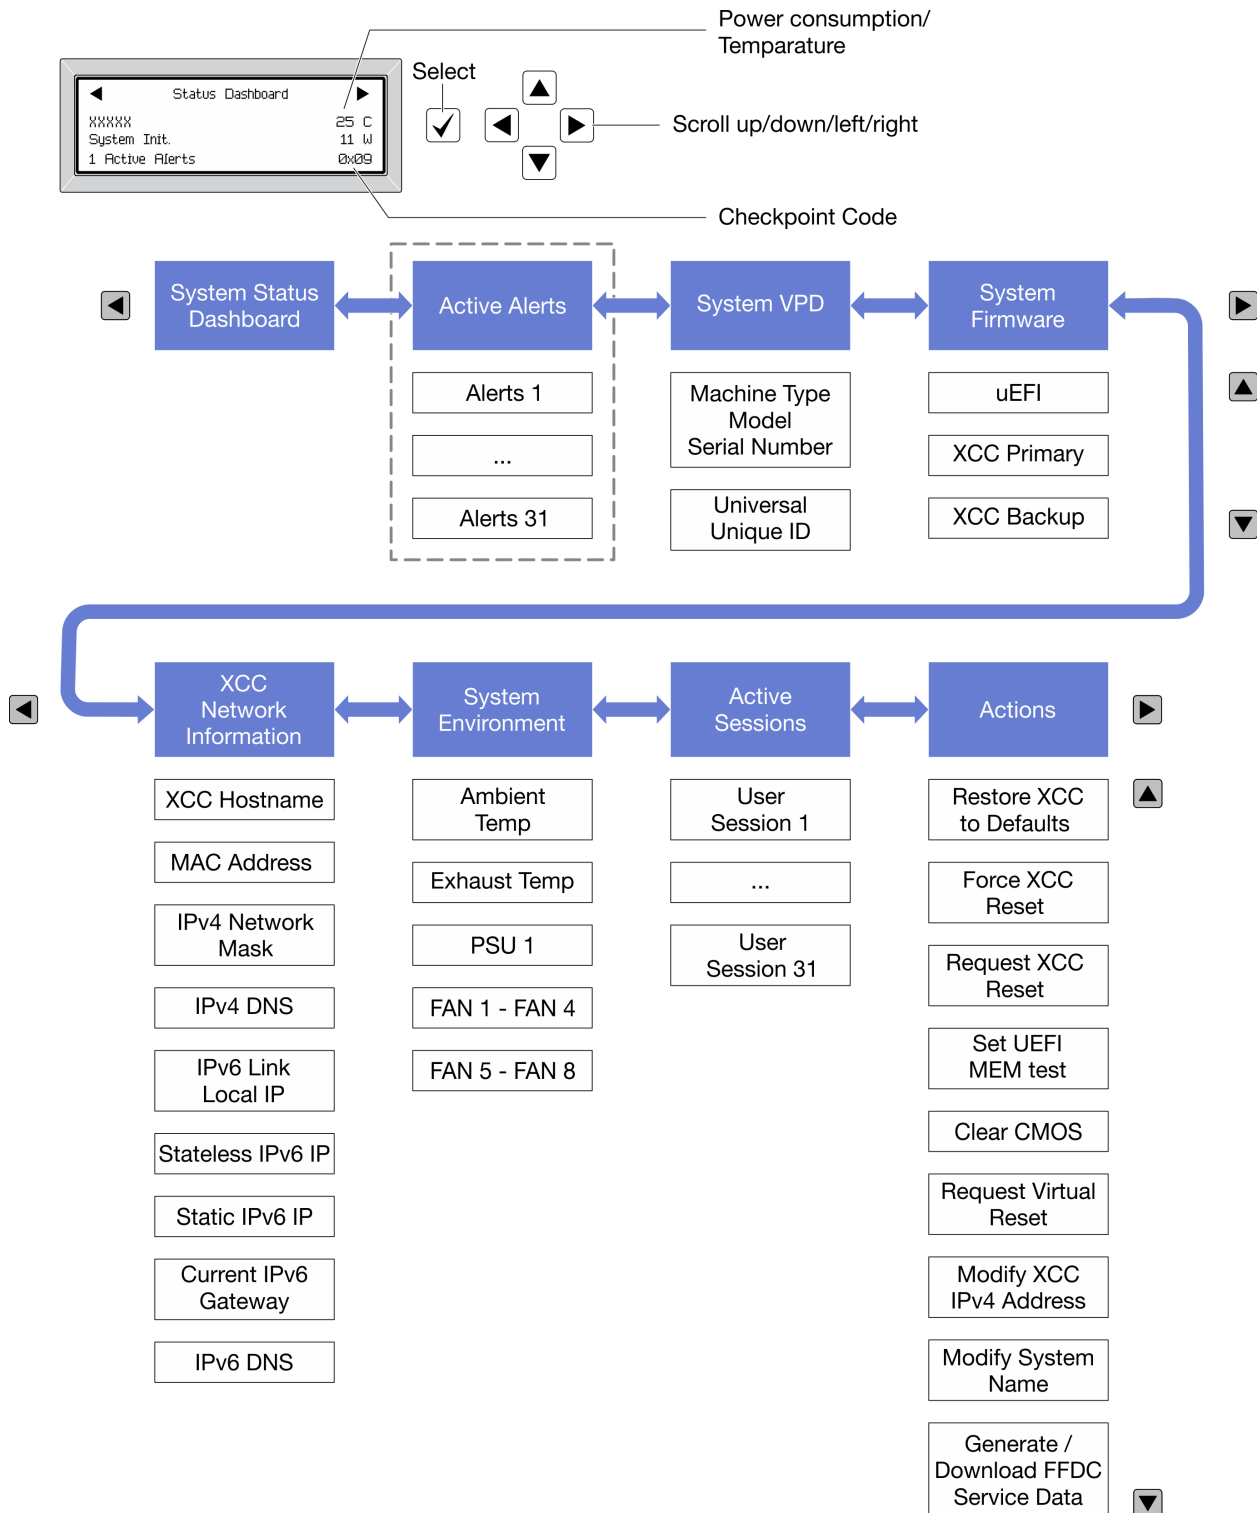 Power consumption/
Temparature
Select
Status Dashboard
XXXXX 25 C
System Init. 11 W
1 Active Alerts 0x09
Scroll up/down/left/right
Checkpoint Code
System Status
Dashboard
Active Alerts
System VPD
System
Firmware
Alerts 1
...
Alerts 31
Machine Type
Model
Serial Number
Universal
Unique ID
uEFI
XCC Primary
XCC Backup
XCC
Network
Information
System
Environment
Active
Sessions
Actions
XCC Hostname
MAC Address
IPv4 Network
Mask
IPv4 DNS
IPv6 Link
Local IP
Stateless IPv6 IP
Static IPv6 IP
Current IPv6
Gateway
IPv6 DNS
Ambient
Temp
Exhaust Temp
PSU 1
FAN 1 - FAN 4
FAN 5 - FAN 8
User
Session 1
...
User
Session 31
Restore XCC
to Defaults
Force XCC
Reset
Request XCC
Reset
Set UEFI
MEM test
Clear CMOS
Request Virtual
Reset
Modify XCC
IPv4 Address
Modify System
Name
Generate /
Download FFDC
Service Data